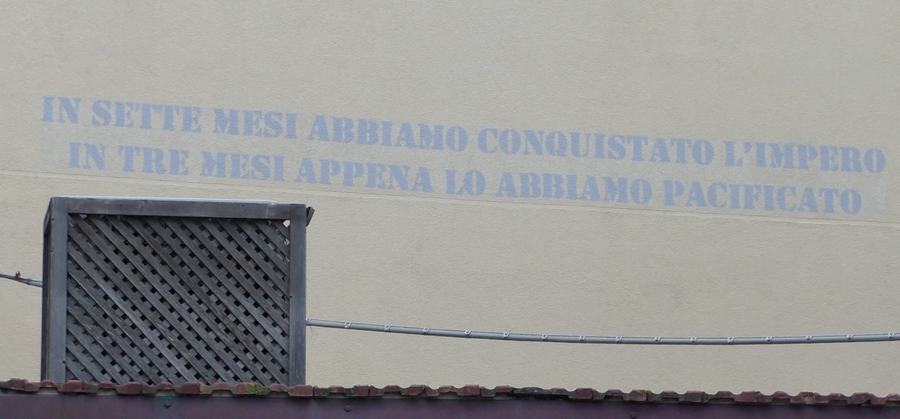 IN SETTE MESI ABBIAMO CONQUISTATO L'IMPERO
IN TRE MESI APPENA LO ABBIAMO PACIFICATO